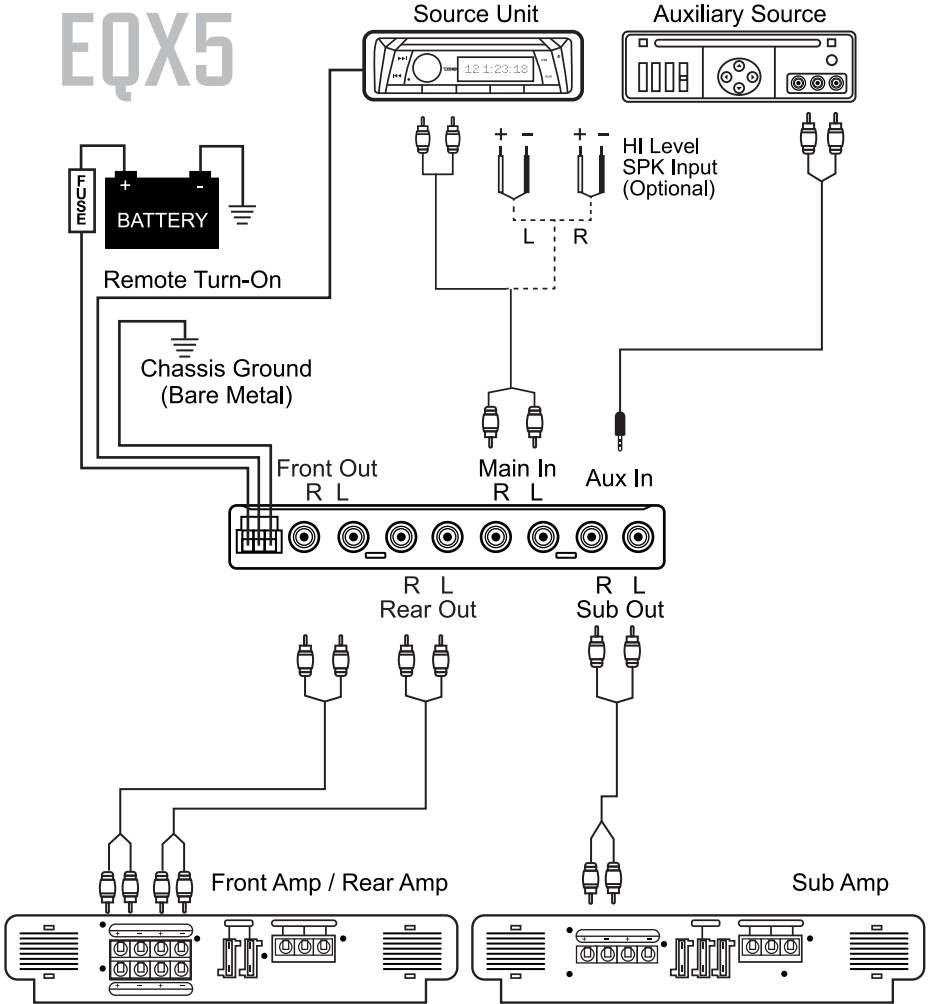 EQX5
Source Unit
Auxiliary Source
12 1:23:18
+ − + −
HI Level
SPK Input
(Optional)
L R
FUSE
+ -
BATTERY
Remote Turn-On
Chassis Ground
(Bare Metal)
Front Out
R L
Main In
R L
Aux In
R L
Rear Out
R L
Sub Out
Front Amp / Rear Amp
Sub Amp
+ − + −
+ − + −
+ − + −